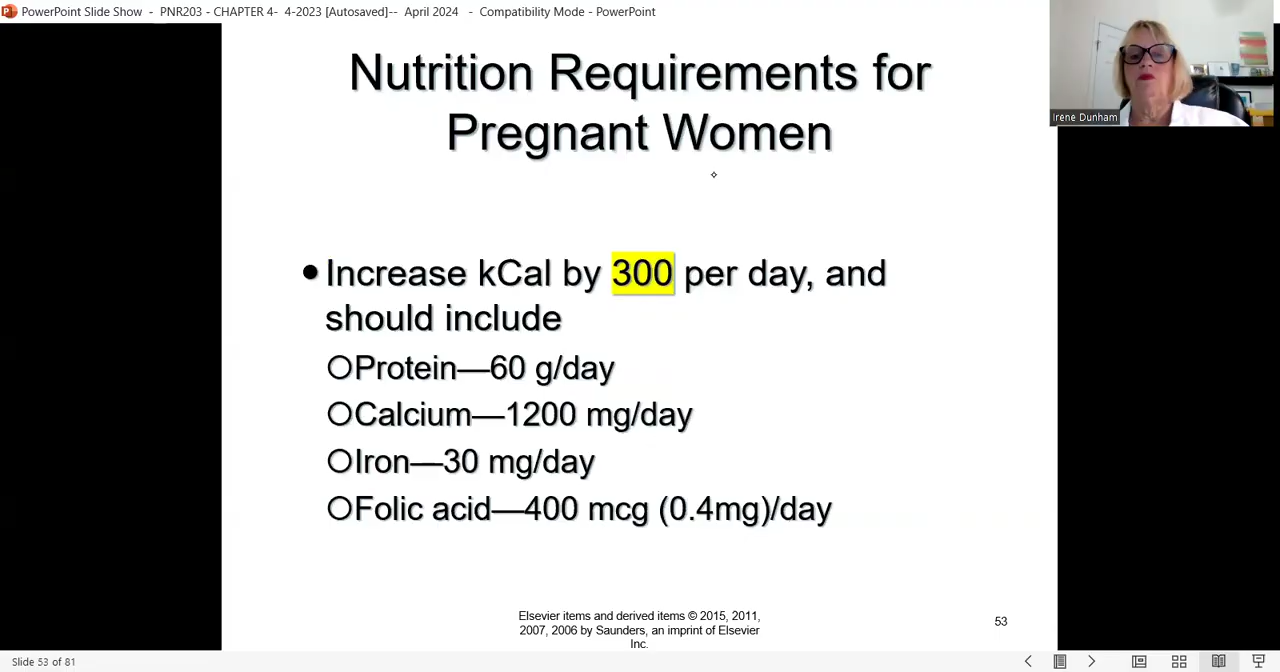 PowerPoint Slide Show - PNR203 - CHAPTER 4- 4-2023 [Autosaved]-- April 2024 - Compatibility Mode - PowerPoint
Irene Dunham
Nutrition Requirements for
Pregnant Women
Increase kCal by 300 per day, and
should include
Protein—60 g/day
Calcium—1200 mg/day
Iron—30 mg/day
Folic acid—400 mcg (0.4mg)/day
Elsevier items and derived items © 2015, 2011,
2007, 2006 by Saunders, an imprint of Elsevier
Inc.
53
Slide 53 of 81